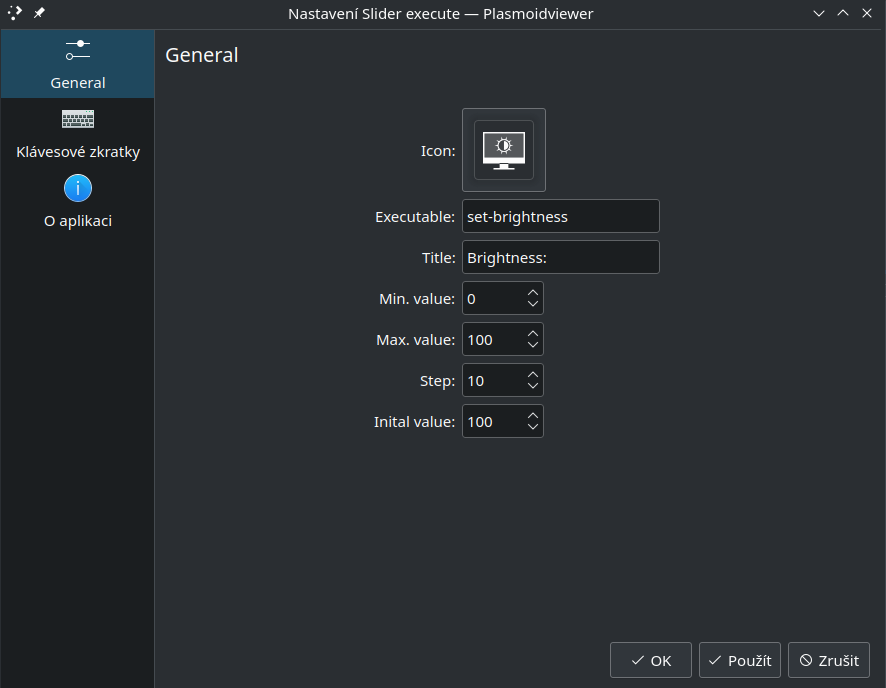 Nastavení Slider execute — Plasmoidviewer
General
Klávesové zkratky
O aplikaci
General
Icon:
Executable: set-brightness
Title: Brightness:
Min. value: 0
Max. value: 100
Step: 10
Inital value: 100
OK Použít Zrušit